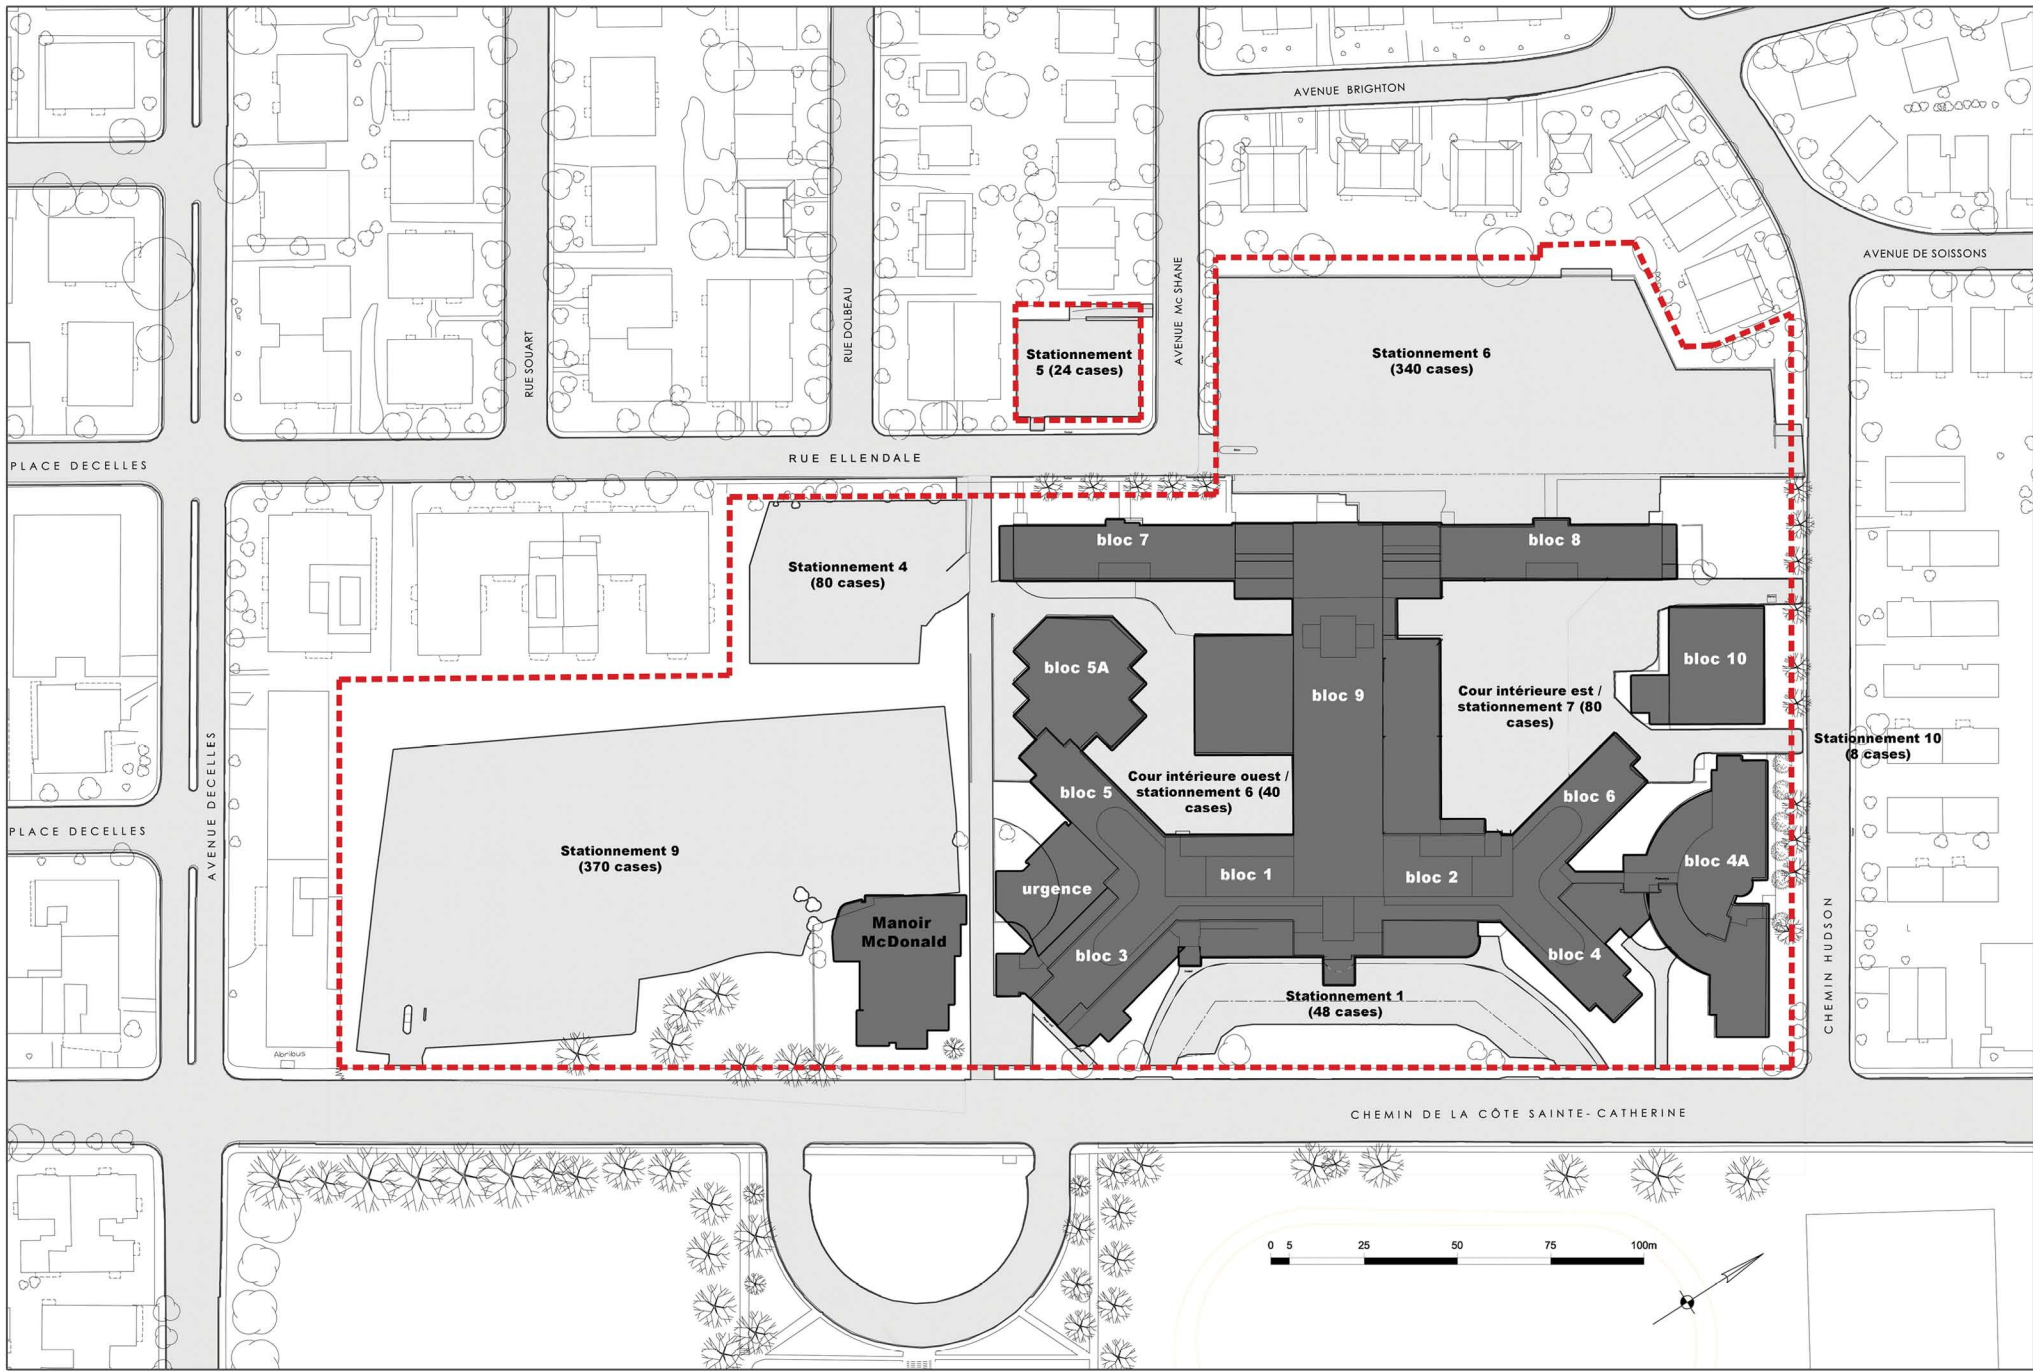 AVENUE BRIGHTON
AVENUE DE SOISSONS
AVENUE Mc SHANE
RUE DOLBEAU
RUE SOUART
Stationnement
5 (24 cases)
Stationnement 6
(340 cases)
PLACE DECELLES
RUE ELLENDALE
Stationnement 4
(80 cases)
bloc 7
bloc 8
bloc 5A
bloc 9
bloc 10
Cour intérieure est /
stationnement 7 (80
cases)
Stationnement 10
(8 cases)
Cour intérieure ouest /
stationnement 6 (40
cases)
bloc 5
bloc 6
AVENUE DECELLES
PLACE DECELLES
Stationnement 9
(370 cases)
bloc 1
bloc 2
bloc 4A
urgence
Manoir
McDonald
bloc 3
bloc 4
CHEMIN HUDSON
Stationnement 1
(48 cases)
Abribus
CHEMIN DE LA CÔTE SAINTE-CATHERINE
0 5 25 50 75 100m